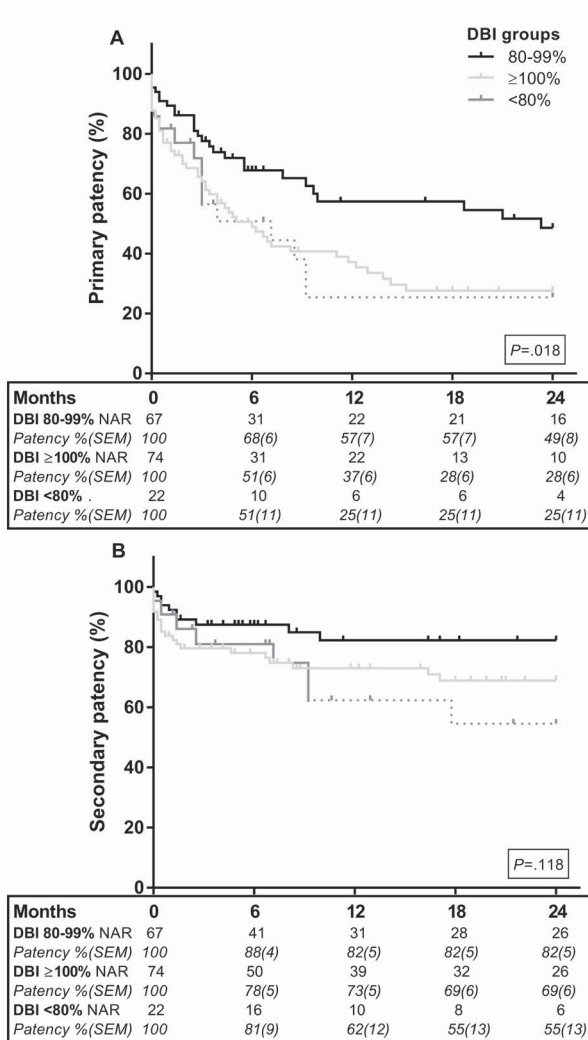 A
DBI groups
80-99%
≥100%
<80%
Primary patency (%)
100
80
60
40
20
0
P=.018
Months 0 6 12 18 24
DBI 80-99% NAR 67 31 22 21 16
Patency %(SEM) 100 68(6) 57(7) 57(7) 49(8)
DBI ≥100% NAR 74 31 22 13 10
Patency %(SEM) 100 51(6) 37(6) 28(6) 28(6)
DBI <80% . 22 10 6 6 4
Patency %(SEM) 100 51(11) 25(11) 25(11) 25(11)
B
Secondary patency (%)
100
80
60
40
20
0
P=.118
Months 0 6 12 18 24
DBI 80-99% NAR 67 41 31 28 26
Patency %(SEM) 100 88(4) 82(5) 82(5) 82(5)
DBI ≥100% NAR 74 50 39 32 26
Patency %(SEM) 100 78(5) 73(5) 69(6) 69(6)
DBI <80% NAR 22 16 10 8 6
Patency %(SEM) 100 81(9) 62(12) 55(13) 55(13)